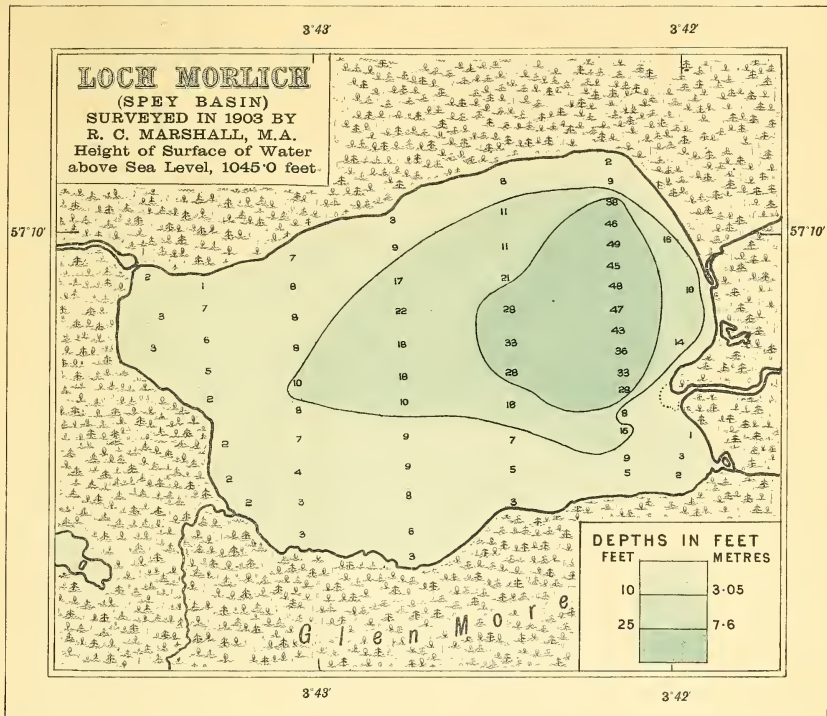 3°43′ 3°42′
LOCH MORLICH
(SPEY BASIN)
SURVEYED IN 1903 BY
R. C. MARSHALL, M.A.
Height of Surface of Water
above Sea Level, 1045·0 feet
2
8 9
38
3 11 46
57°10′ 57°10′
9 11 49 16
7
45
2 1 8 17 21 48 19
3 7 8 22 28 47
43
3 6 8 18 33 36 14
5 10 18 28 33
29
2 8 10 18 8
2 7 9 7 15 1
9 3
2 4 9 5 5 2
2 3 8 3
3 6
3
Glen More
DEPTHS IN FEET
FEET METRES
10 3·05
25 7·6
3°43′ 3°42′